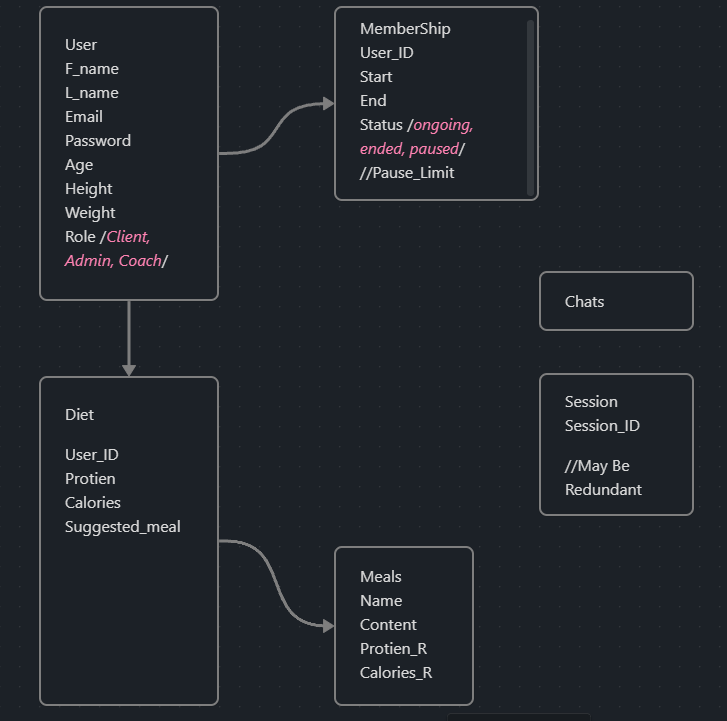 User
F_name
L_name
Email
Password
Age
Height
Weight
Role /Client,
Admin, Coach/
MemberShip
User_ID
Start
End
Status /ongoing,
ended, paused/
//Pause_Limit
Chats
Session
Session_ID
//May Be
Redundant
Diet
User_ID
Protien
Calories
Suggested_meal
Meals
Name
Content
Protien_R
Calories_R